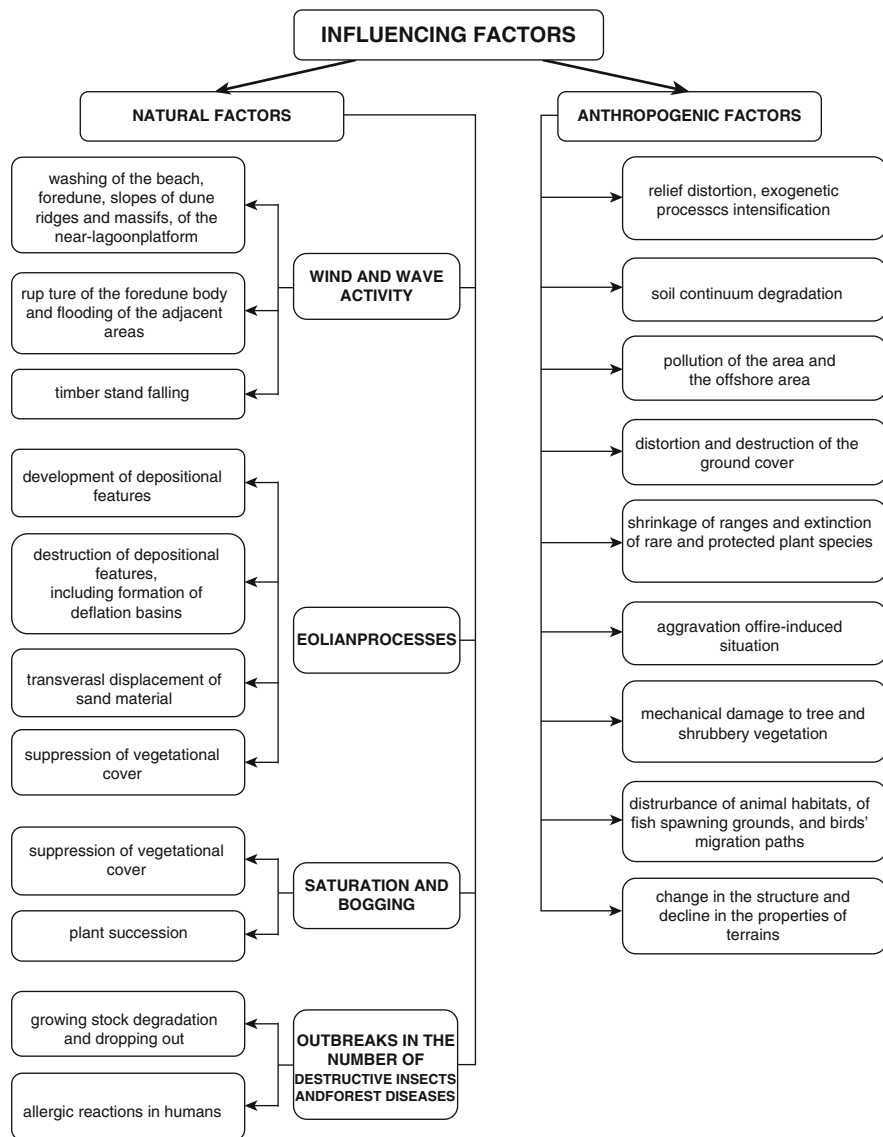 INFLUENCING FACTORS
NATURAL FACTORS
washing of the beach,
foredune, slopes of dune
ridges and massifs, of the
near-lagoonplatform
WIND AND WAVE
ACTIVITY
rup ture of the foredune body
and flooding of the adjacent
areas
timber stand falling
development of depositional
features
destruction of depositional
features,
including formation of
deflation basins
EOLIANPROCESSES
transverasl displacement of
sand material
suppression of vegetational
cover
suppression of vegetational
cover
SATURATION AND
BOGGING
plant succession
growing stock degradation
and dropping out
OUTBREAKS IN THE
NUMBER OF
DESTRUCTIVE INSECTS
ANDFOREST DISEASES
allergic reactions in humans
ANTHROPOGENIC FACTORS
relief distortion, exogenetic
processcs intensification
soil continuum degradation
pollution of the area and
the offshore area
distortion and destruction of the
ground cover
shrinkage of ranges and extinction
of rare and protected plant species
aggravation offire-induced
situation
mechanical damage to tree and
shrubbery vegetation
distrurbance of animal habitats, of
fish spawning grounds, and birds'
migration paths
change in the structure and
decline in the properties of
terrains